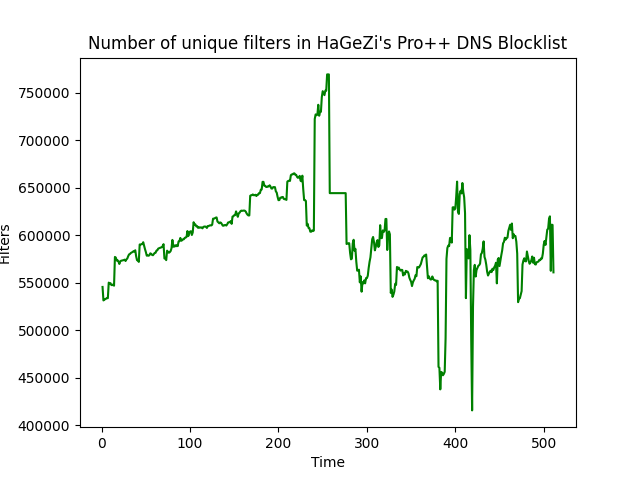 Number of unique filters in HaGeZi's Pro++ DNS Blocklist
750000
700000
650000
600000
550000
500000
450000
400000
Filters
0 100 200 300 400 500
Time